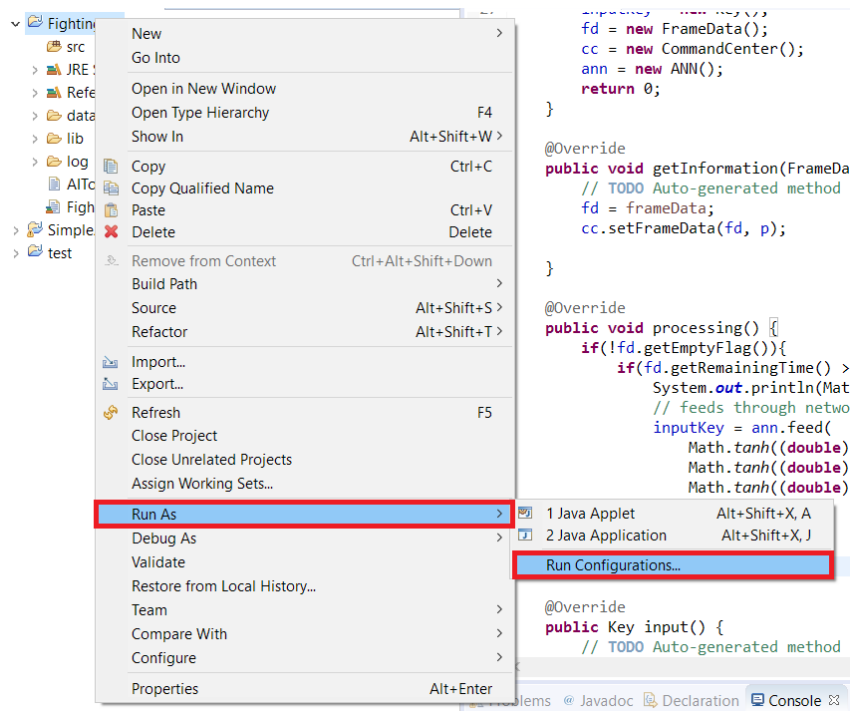 Fighting
src
JRE
Refe
data
lib
log
AITo
Figh
Simple
test
New
Go Into
Open in New Window
Open Type Hierarchy F4
Show In Alt+Shift+W
Copy Ctrl+C
Copy Qualified Name
Paste Ctrl+V
Delete Delete
Remove from Context Ctrl+Alt+Shift+Down
Build Path
Source Alt+Shift+S
Refactor Alt+Shift+T
Import...
Export...
Refresh F5
Close Project
Close Unrelated Projects
Assign Working Sets...
Run As
Debug As
Validate
Restore from Local History...
Team
Compare With
Configure
Properties Alt+Enter
1 Java Applet Alt+Shift+X, A
2 Java Application Alt+Shift+X, J
Run Configurations...
fd = new FrameData();
cc = new CommandCenter();
ann = new ANN();
return 0;
}
@Override
public void getInformation(FrameDa
// TODO Auto-generated method
fd = frameData;
cc.setFrameData(fd, p);
}
@Override
public void processing() {
if(!fd.getEmptyFlag()){
if(fd.getRemainingTime() >
System.out.println(Mat
// feeds through netwo
inputKey = ann.feed(
Math.tanh((double)
Math.tanh((double)
Math.tanh((double)
@Override
public Key input() {
// TODO Auto-generated method
Problems @ Javadoc Declaration Console